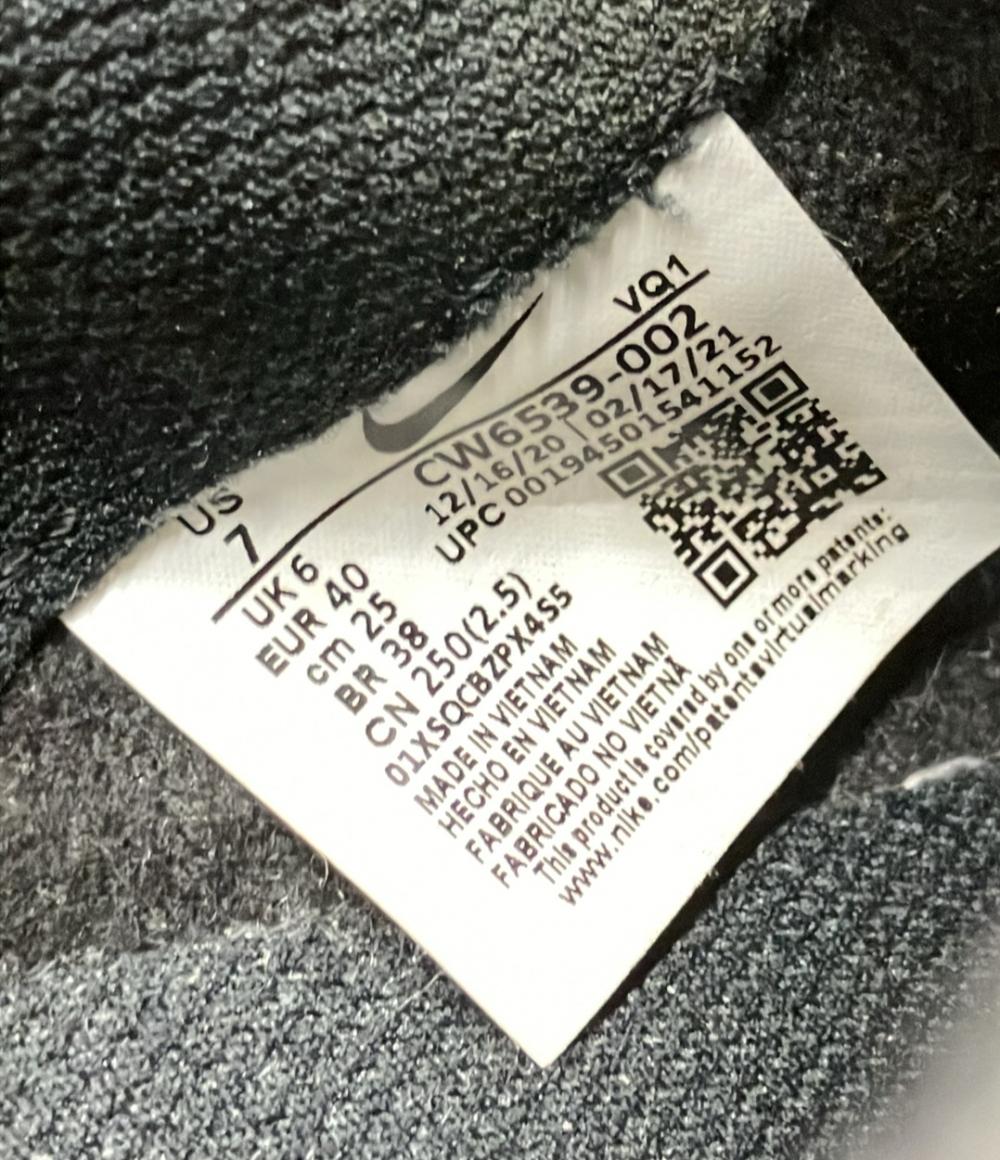 US
7
VQ1
CW6539-002
12/16/20 | 02/17/21
UPC 00194501541152
UK 6
EUR 40
cm 25
BR 38
CN 250(2.5)
01XSQCBZPX4S5
MADE IN VIETNAM
HECHO EN VIETNAM
FABRIQUE AU VIETNAM
FABRICADO NO VIETNÃ
This product is covered by one or more patents:
www.nike.com/patentsvirtualmarking